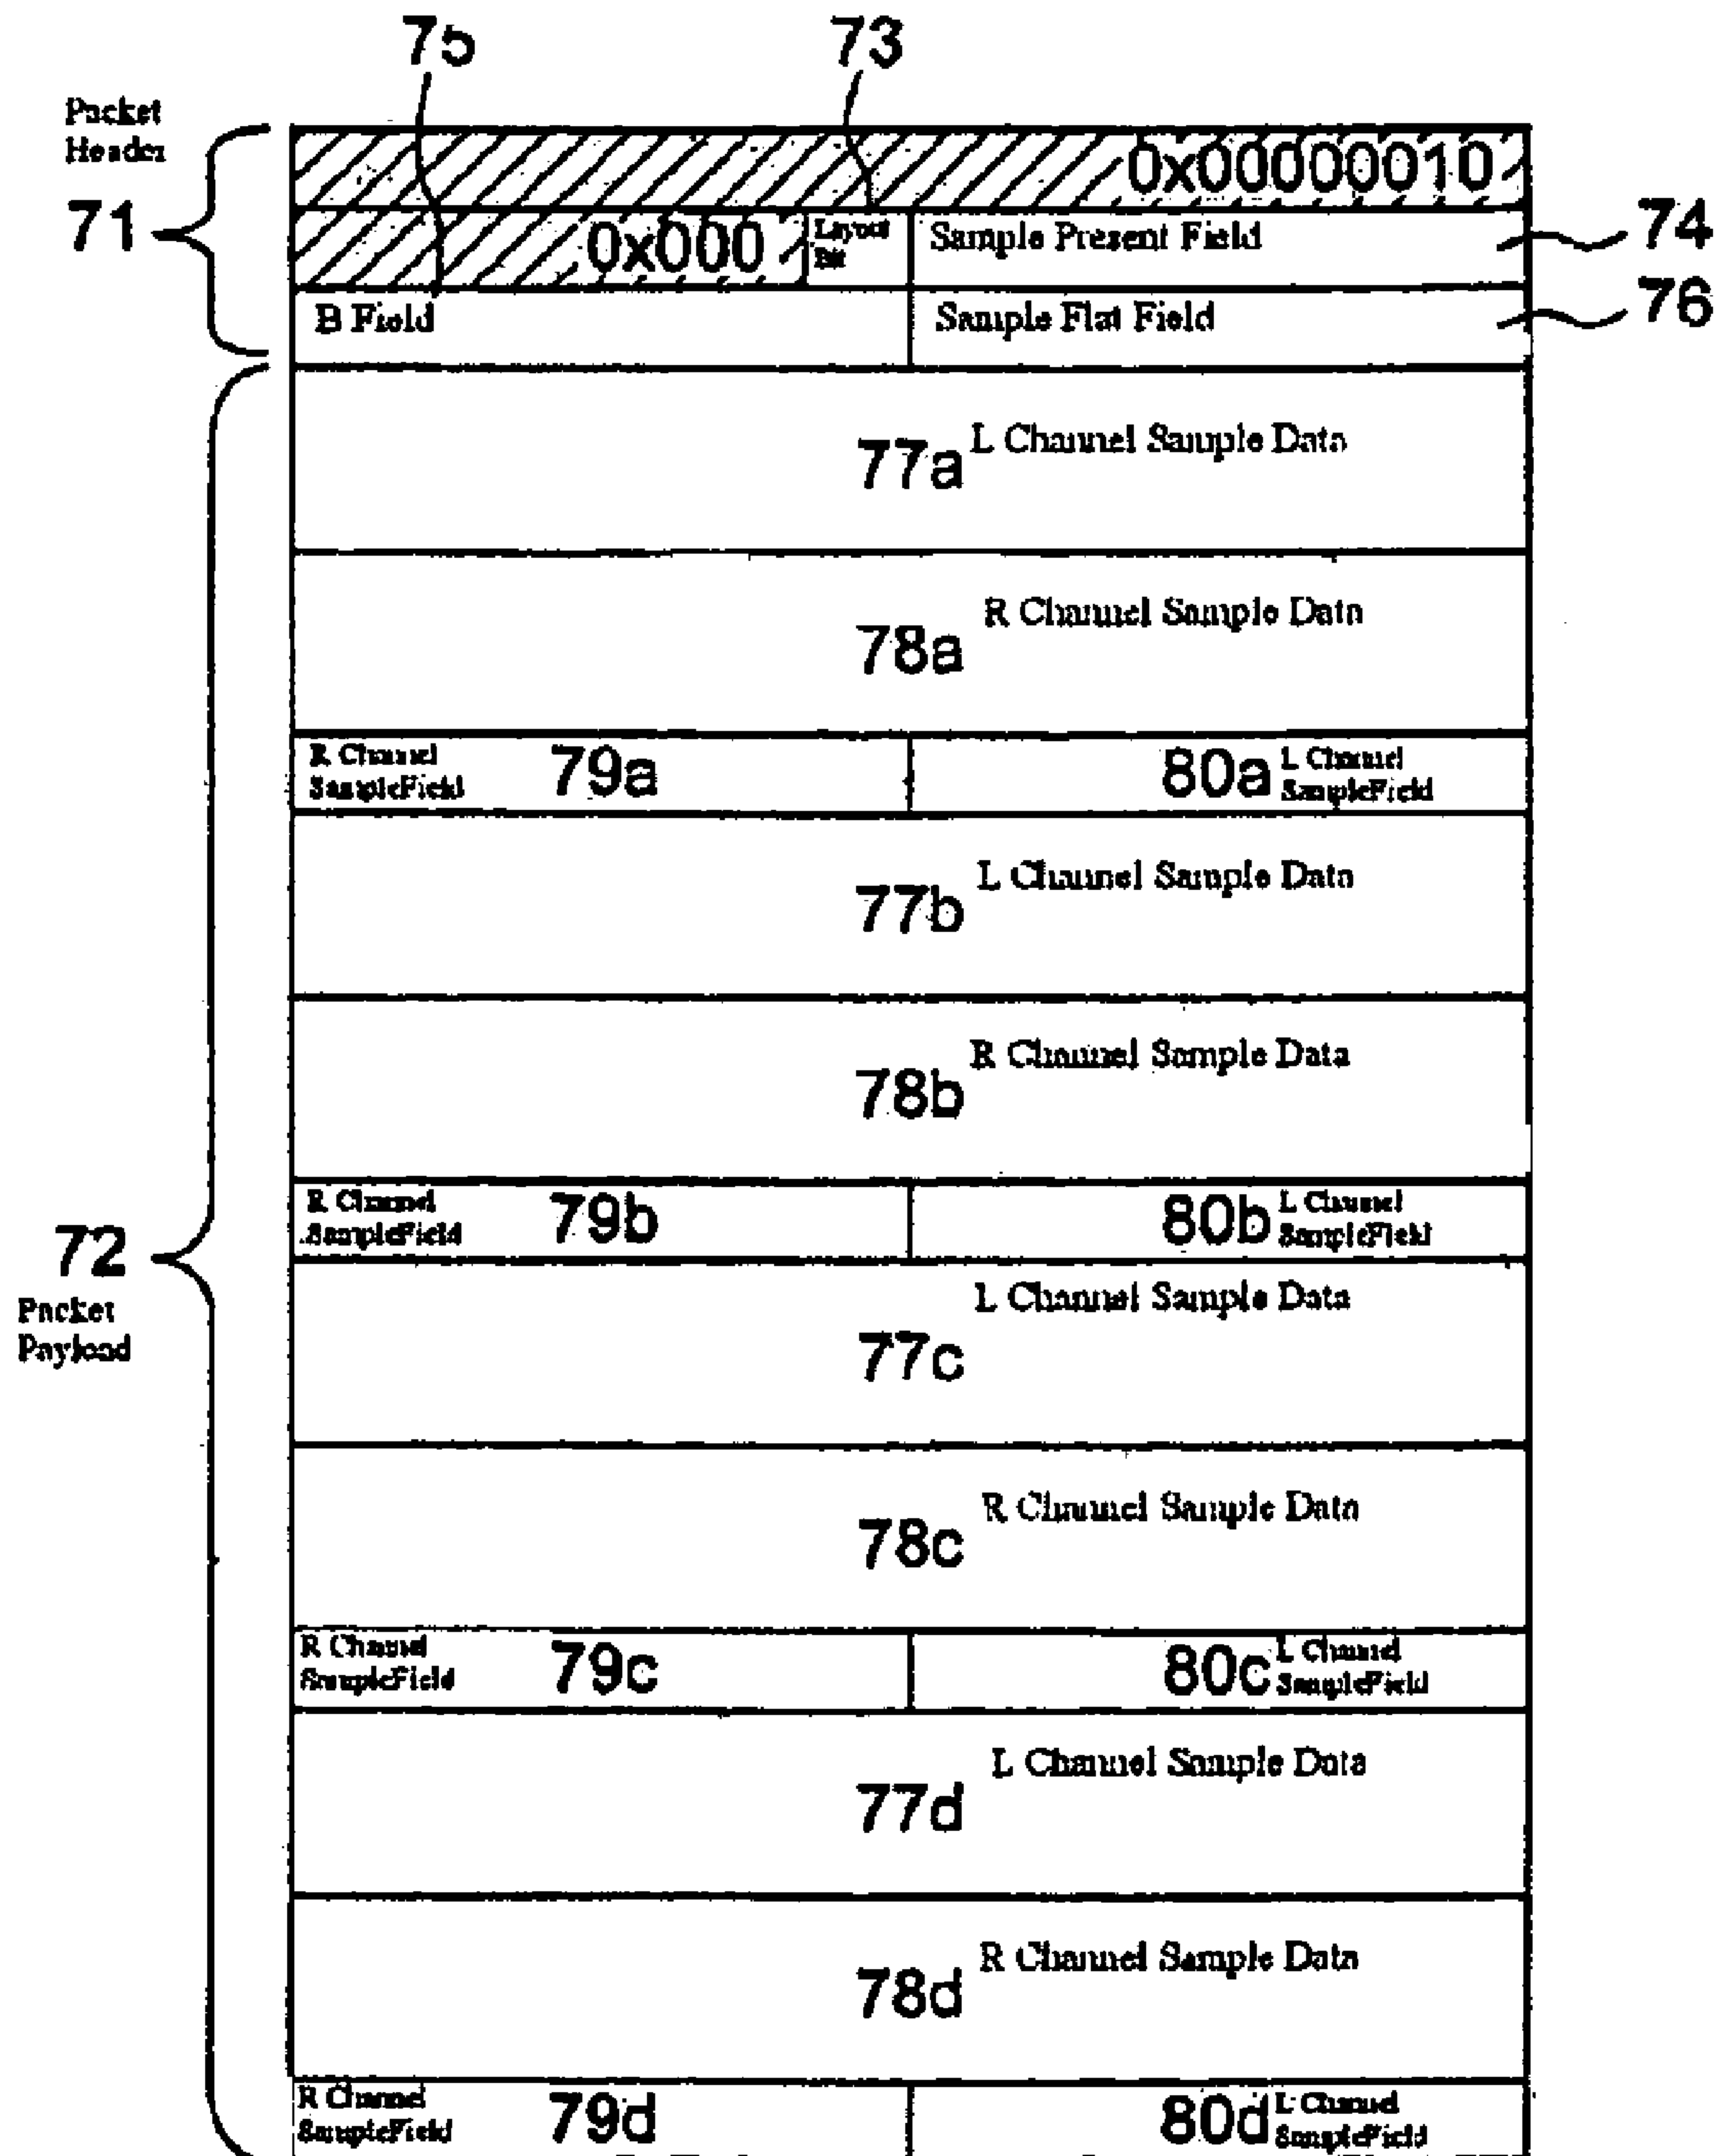 75
73
Packet
Header
71
0x00000010
0x000
Layout
Bit
Sample Present Field
74
B Field
Sample Flat Field
76
L Channel Sample Data
77a
R Channel Sample Data
78a
R Channel
SampleField
79a
80a
L Channel
SampleField
L Channel Sample Data
77b
R Channel Sample Data
78b
R Channel
SampleField
79b
80b
L Channel
SampleField
72
Packet
Payload
L Channel Sample Data
77c
R Channel Sample Data
78c
R Channel
SampleField
79c
80c
L Channel
SampleField
L Channel Sample Data
77d
R Channel Sample Data
78d
R Channel
SampleField
79d
80d
L Channel
SampleField